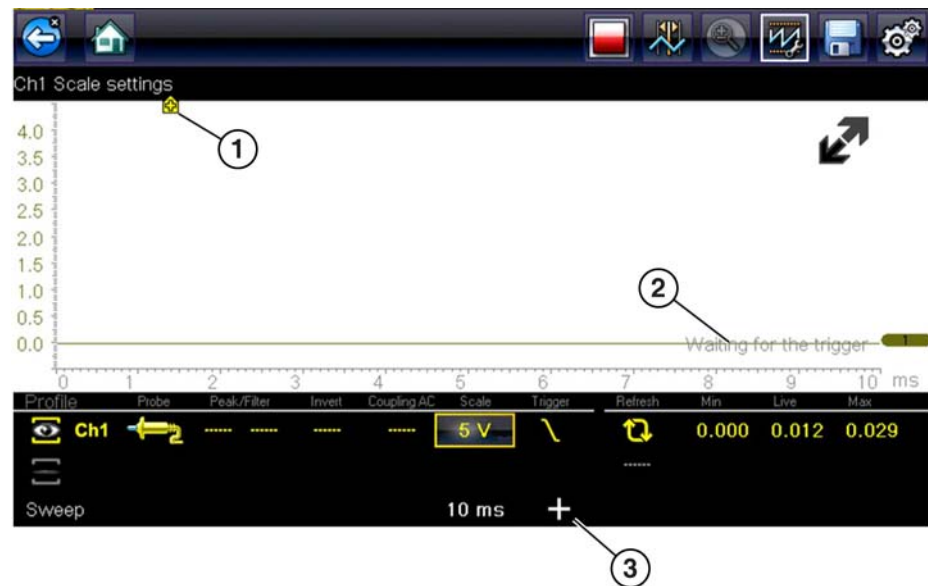 Ch1 Scale settings
1
4.0
3.5
3.0
2.5
2.0
1.5
1.0
0.5
0.0
2
Waiting for the trigger
1
0 1 2 3 4 5 6 7 8 9 10 ms
Profile Probe Peak/Filter Invert Coupling AC Scale Trigger Refresh Min Live Max
Ch1 ----- ----- ----- ----- 5 V 0.000 0.012 0.029
-----
Sweep 10 ms +
3